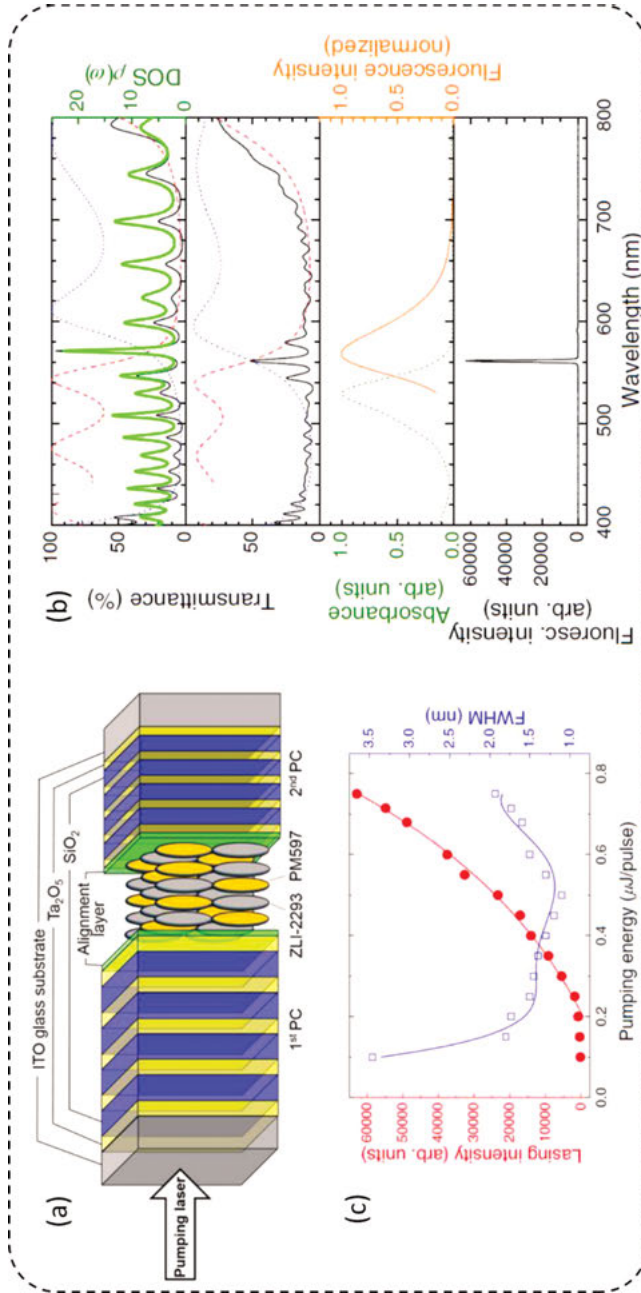 (a)
ITO glass substrate
Ta₂O₅
SiO₂
Alignment
layer
Pumping laser
1st PC
ZLI-2293
PM597
2nd PC
(b)
Transmittance (%)
100
50
0
50
0
DOS ρ(ω)
20
10
0
Absorbance
(arb. units)
1.0
0.5
0.0
Fluorescence intensity
(normalized)
1.0
0.5
0.0
Fluoresc. intensity
(arb. units)
60000
40000
20000
0
400
500
600
700
800
Wavelength (nm)
(c)
Lasing intensity (arb. units)
60000
50000
40000
30000
20000
10000
0
FWHM (nm)
3.5
3.0
2.5
2.0
1.5
1.0
0.0
0.2
0.4
0.6
0.8
Pumping energy (μJ/pulse)